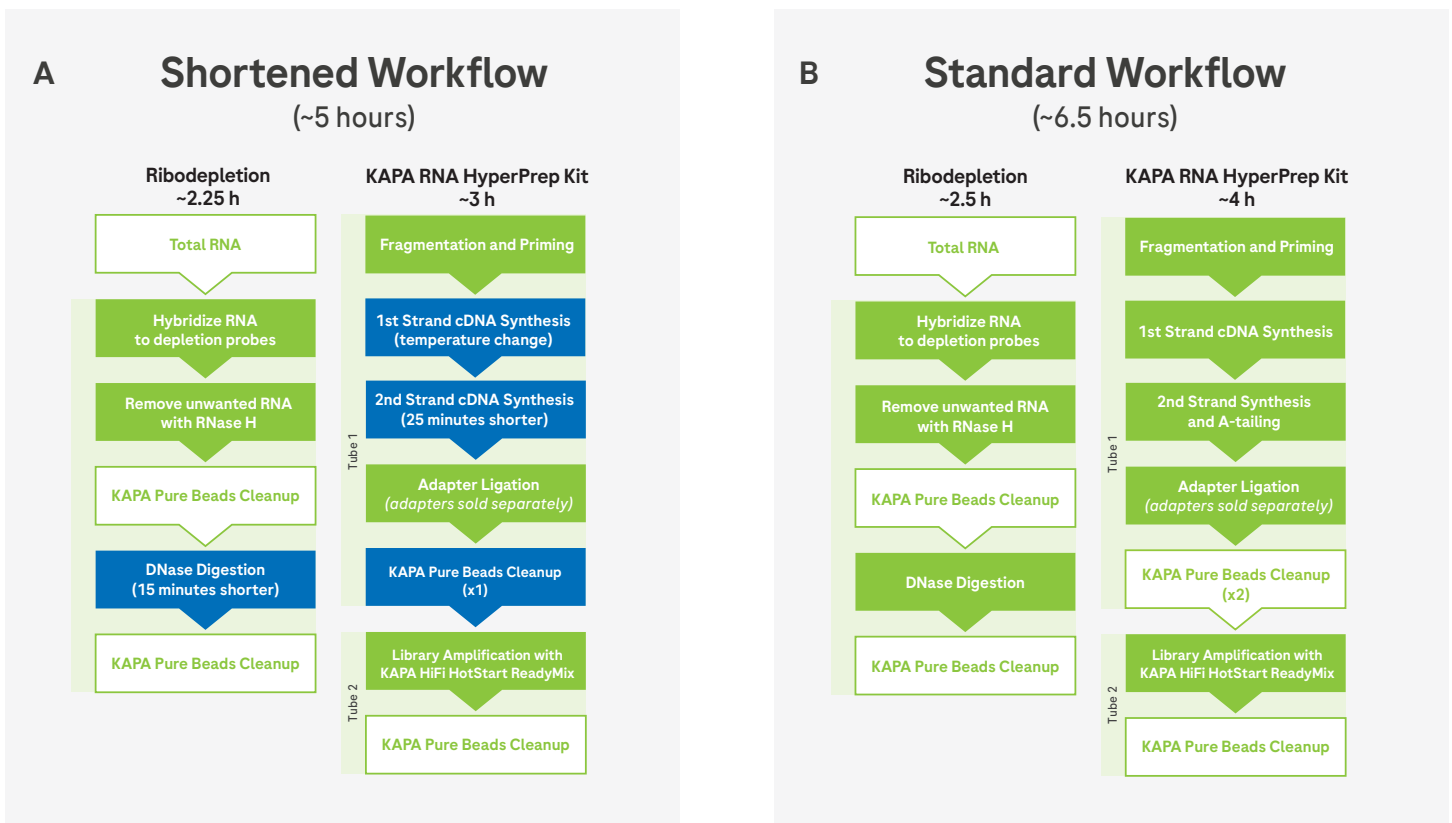 A
Shortened Workflow
(~5 hours)
Ribodepletion
~2.25 h
Total RNA
Hybridize RNA
to depletion probes
Remove unwanted RNA
with RNase H
KAPA Pure Beads Cleanup
DNase Digestion
(15 minutes shorter)
KAPA Pure Beads Cleanup
KAPA RNA HyperPrep Kit
~3 h
Tube 1
Fragmentation and Priming
1st Strand cDNA Synthesis
(temperature change)
2nd Strand cDNA Synthesis
(25 minutes shorter)
Adapter Ligation
(adapters sold separately)
KAPA Pure Beads Cleanup
(x1)
Tube 2
Library Amplification with
KAPA HiFi HotStart ReadyMix
KAPA Pure Beads Cleanup
B
Standard Workflow
(~6.5 hours)
Ribodepletion
~2.5 h
Total RNA
Hybridize RNA
to depletion probes
Remove unwanted RNA
with RNase H
KAPA Pure Beads Cleanup
DNase Digestion
KAPA Pure Beads Cleanup
KAPA RNA HyperPrep Kit
~4 h
Tube 1
Fragmentation and Priming
1st Strand cDNA Synthesis
2nd Strand Synthesis
and A-tailing
Adapter Ligation
(adapters sold separately)
KAPA Pure Beads Cleanup
(x2)
Tube 2
Library Amplification with
KAPA HiFi HotStart ReadyMix
KAPA Pure Beads Cleanup